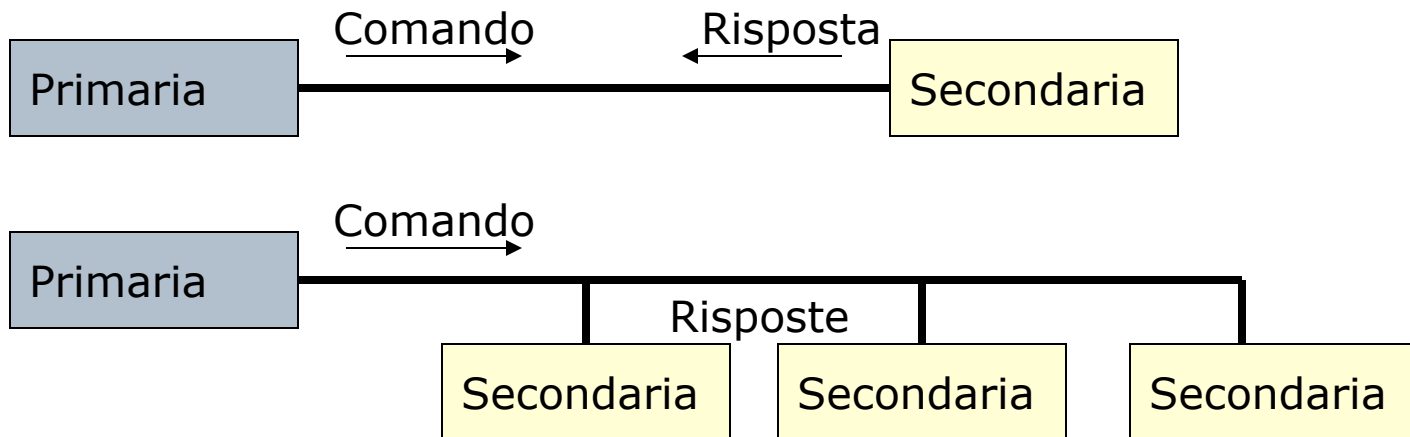 Comando Risposta
Primaria Secondaria
Comando
Primaria
Risposte
Secondaria Secondaria Secondaria